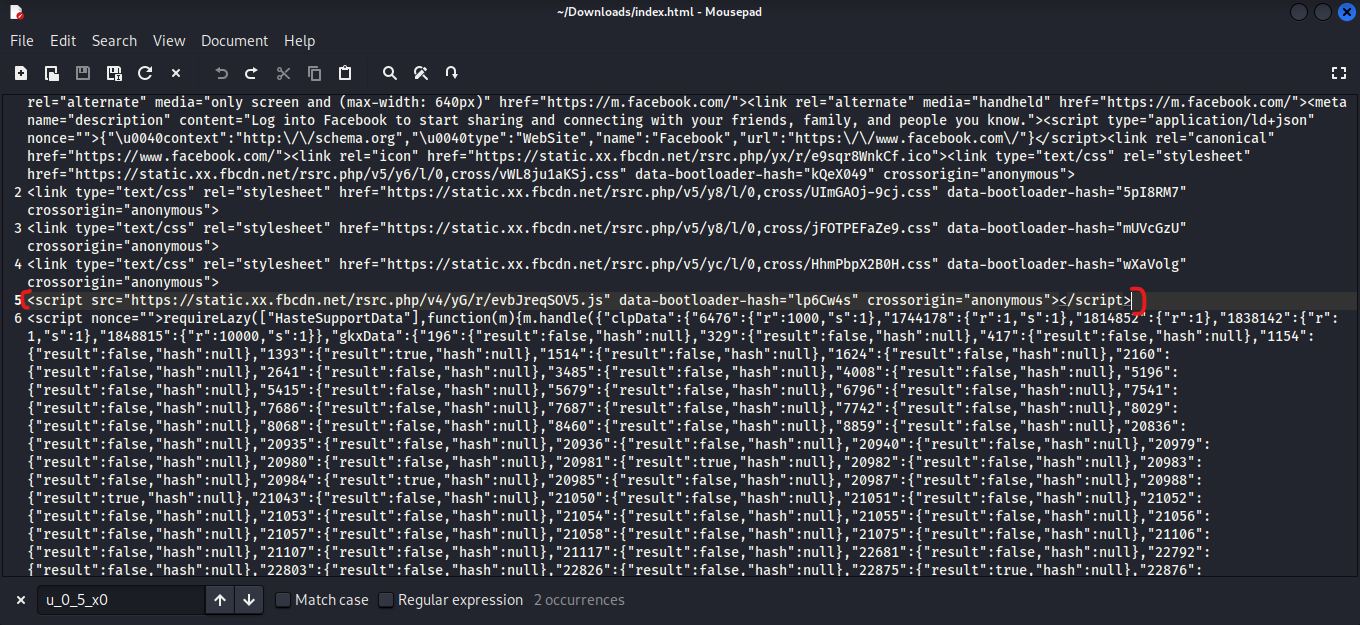 ~/Downloads/index.html - Mousepad
File Edit Search View Document Help
rel="alternate" media="only screen and (max-width: 640px)" href="https://m.facebook.com/"><link rel="alternate" media="handheld" href="https://m.facebook.com/"><meta
name="description" content="Log into Facebook to start sharing and connecting with your friends, family, and people you know."><script type="application/ld+json"
nonce="">{"\u0040context":"http:\/\/schema.org","\u0040type":"WebSite","name":"Facebook","url":"https:\/\/www.facebook.com\/"}</script><link rel="canonical"
href="https://www.facebook.com/"><link rel="icon" href="https://static.xx.fbcdn.net/rsrc.php/yx/r/e9sqr8WnkCf.ico"><link type="text/css" rel="stylesheet"
href="https://static.xx.fbcdn.net/rsrc.php/v5/y6/l/0,cross/vWL8ju1aKSj.css" data-bootloader-hash="kQeX049" crossorigin="anonymous">
2 <link type="text/css" rel="stylesheet" href="https://static.xx.fbcdn.net/rsrc.php/v5/y8/l/0,cross/UImGAOj-9cj.css" data-bootloader-hash="5pI8RM7"
crossorigin="anonymous">
3 <link type="text/css" rel="stylesheet" href="https://static.xx.fbcdn.net/rsrc.php/v5/y8/l/0,cross/jFOTPEFaZe9.css" data-bootloader-hash="mUVcGzU"
crossorigin="anonymous">
4 <link type="text/css" rel="stylesheet" href="https://static.xx.fbcdn.net/rsrc.php/v5/yc/l/0,cross/HhmPbpX2B0H.css" data-bootloader-hash="wXaVolg"
crossorigin="anonymous">
5 <script src="https://static.xx.fbcdn.net/rsrc.php/v4/yG/r/evbJreqSOV5.js" data-bootloader-hash="lp6Cw4s" crossorigin="anonymous"></script>
6 <script nonce="">requireLazy(["HasteSupportData"],function(m){m.handle({"clpData":{"6476":{"r":1000,"s":1},"1744178":{"r":1,"s":1},"1814852":{"r":1},"1838142":{"r":
1,"s":1},"1848815":{"r":10000,"s":1}},"gkxData":{"196":{"result":false,"hash":null},"329":{"result":false,"hash":null},"417":{"result":false,"hash":null},"1154":
{"result":false,"hash":null},"1393":{"result":true,"hash":null},"1514":{"result":false,"hash":null},"1624":{"result":false,"hash":null},"2160":
{"result":false,"hash":null},"2641":{"result":false,"hash":null},"3485":{"result":false,"hash":null},"4008":{"result":false,"hash":null},"5196":
{"result":false,"hash":null},"5415":{"result":false,"hash":null},"5679":{"result":false,"hash":null},"6796":{"result":false,"hash":null},"7541":
{"result":false,"hash":null},"7686":{"result":false,"hash":null},"7687":{"result":false,"hash":null},"7742":{"result":false,"hash":null},"8029":
{"result":false,"hash":null},"8068":{"result":false,"hash":null},"8460":{"result":false,"hash":null},"8859":{"result":false,"hash":null},"20836":
{"result":false,"hash":null},"20935":{"result":false,"hash":null},"20936":{"result":false,"hash":null},"20940":{"result":false,"hash":null},"20979":
{"result":false,"hash":null},"20980":{"result":false,"hash":null},"20981":{"result":true,"hash":null},"20982":{"result":false,"hash":null},"20983":
{"result":false,"hash":null},"20984":{"result":true,"hash":null},"20985":{"result":false,"hash":null},"20987":{"result":false,"hash":null},"20988":
{"result":true,"hash":null},"21043":{"result":false,"hash":null},"21050":{"result":false,"hash":null},"21051":{"result":false,"hash":null},"21052":
{"result":false,"hash":null},"21053":{"result":false,"hash":null},"21054":{"result":false,"hash":null},"21055":{"result":false,"hash":null},"21056":
{"result":false,"hash":null},"21057":{"result":false,"hash":null},"21058":{"result":false,"hash":null},"21075":{"result":false,"hash":null},"21106":
{"result":false,"hash":null},"21107":{"result":false,"hash":null},"21117":{"result":false,"hash":null},"22681":{"result":false,"hash":null},"22792":
{"result":false,"hash":null},"22803":{"result":false,"hash":null},"22826":{"result":false,"hash":null},"22875":{"result":true,"hash":null},"22876":
u_0_5_x0 Match case Regular expression 2 occurrences